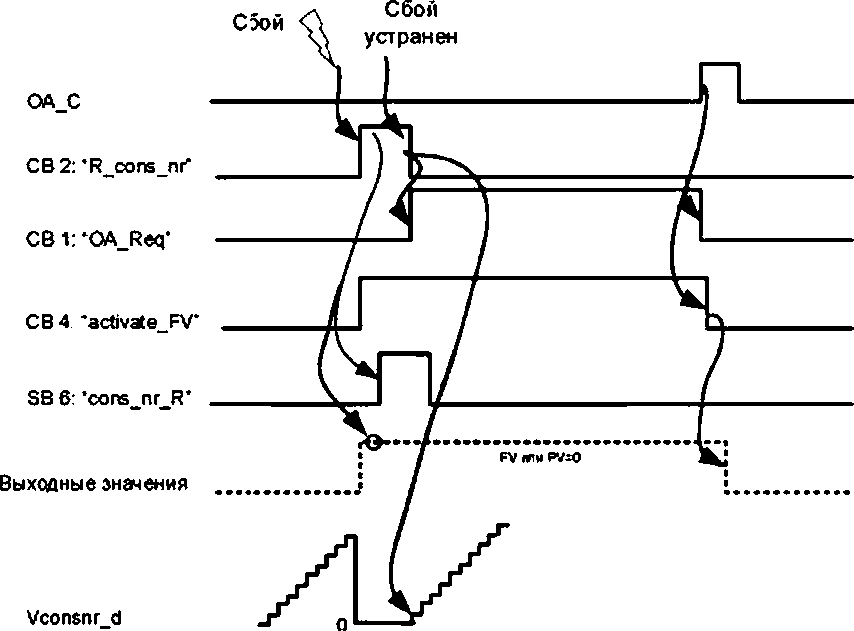 Сбой
Сбой
устранен
OA_C
CB 2: "R_cons_nr"
CB 1: "OA_Req"
CB 4. "activate_FV"
SB 6: "cons_nr_R"
FV или PV=0
Выходные значения
Vconsnr_d
0